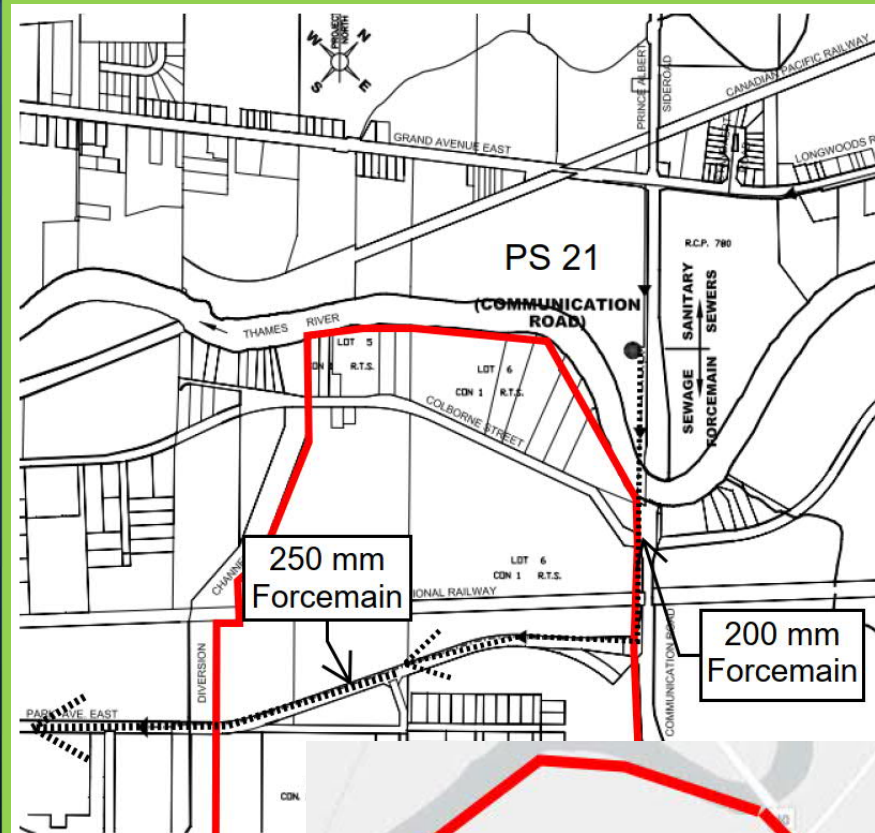 N
W
E
S
PROJECT
NORTH
PRINCE ALBERT
SIDEROAD
CANADIAN PACIFIC RAILWAY
GRAND AVENUE EAST
LONGWOODS R
PS 21
(COMMUNICATION
ROAD)
R.C.P. 780
SANITARY
SEWERS
SEWAGE
FORCEMAIN
THAMES RIVER
LOT 5
CON 1 R.T.S.
LOT 6
CON 1 R.T.S.
COLBORNE STREET
250 mm
Forcemain
LOT 6
CON 1 R.T.S.
CHANNE
IONAL RAILWAY
200 mm
Forcemain
DIVERSION
COMMUNICATION ROAD
PARK AVE. EAST
CON.